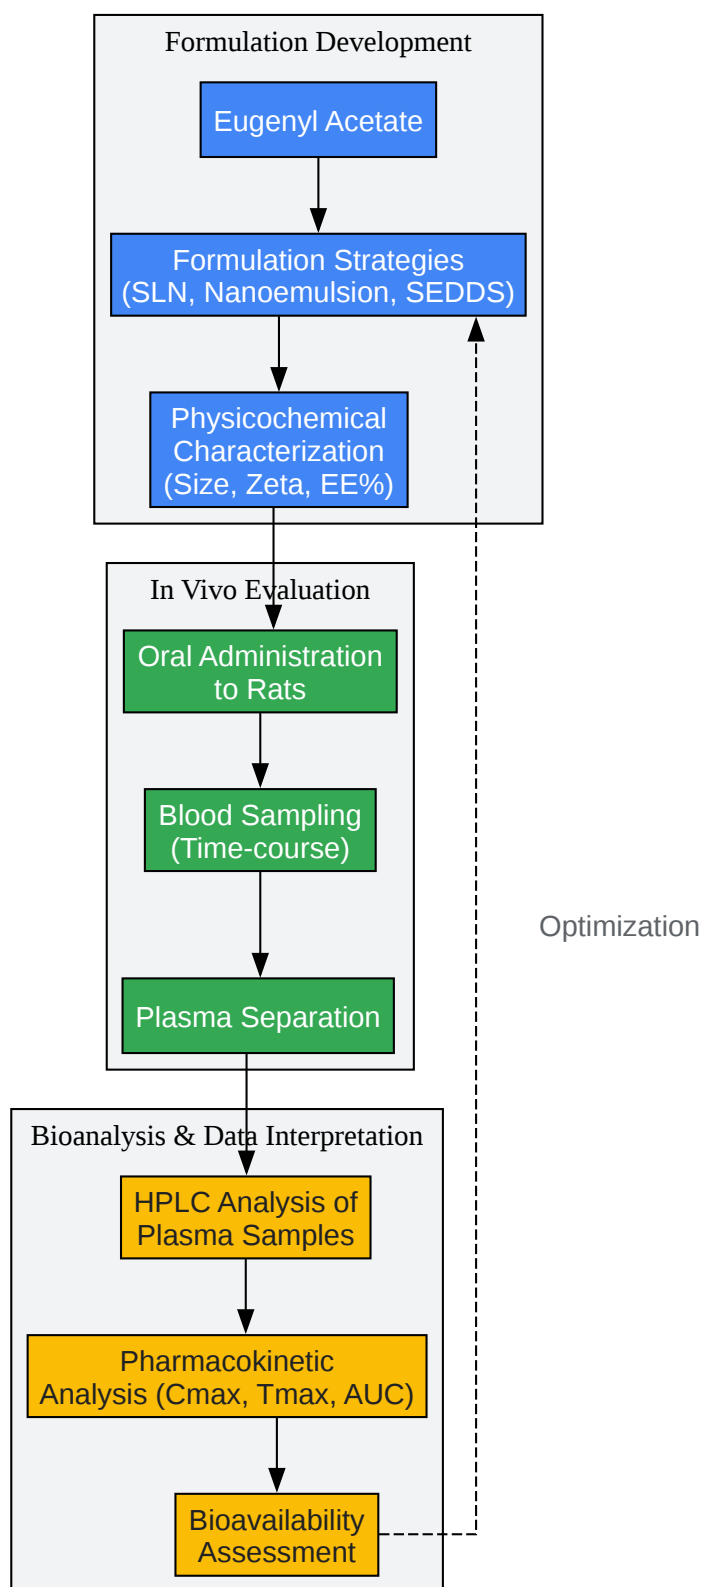 Formulation Development
Eugenyl Acetate
Formulation Strategies
(SLN, Nanoemulsion, SEDDS)
Physicochemical
Characterization
(Size, Zeta, EE%)
In Vivo Evaluation
Oral Administration
to Rats
Blood Sampling
(Time-course)
Optimization
Plasma Separation
Bioanalysis & Data Interpretation
HPLC Analysis of
Plasma Samples
Pharmacokinetic
Analysis (Cmax, Tmax, AUC)
Bioavailability
Assessment